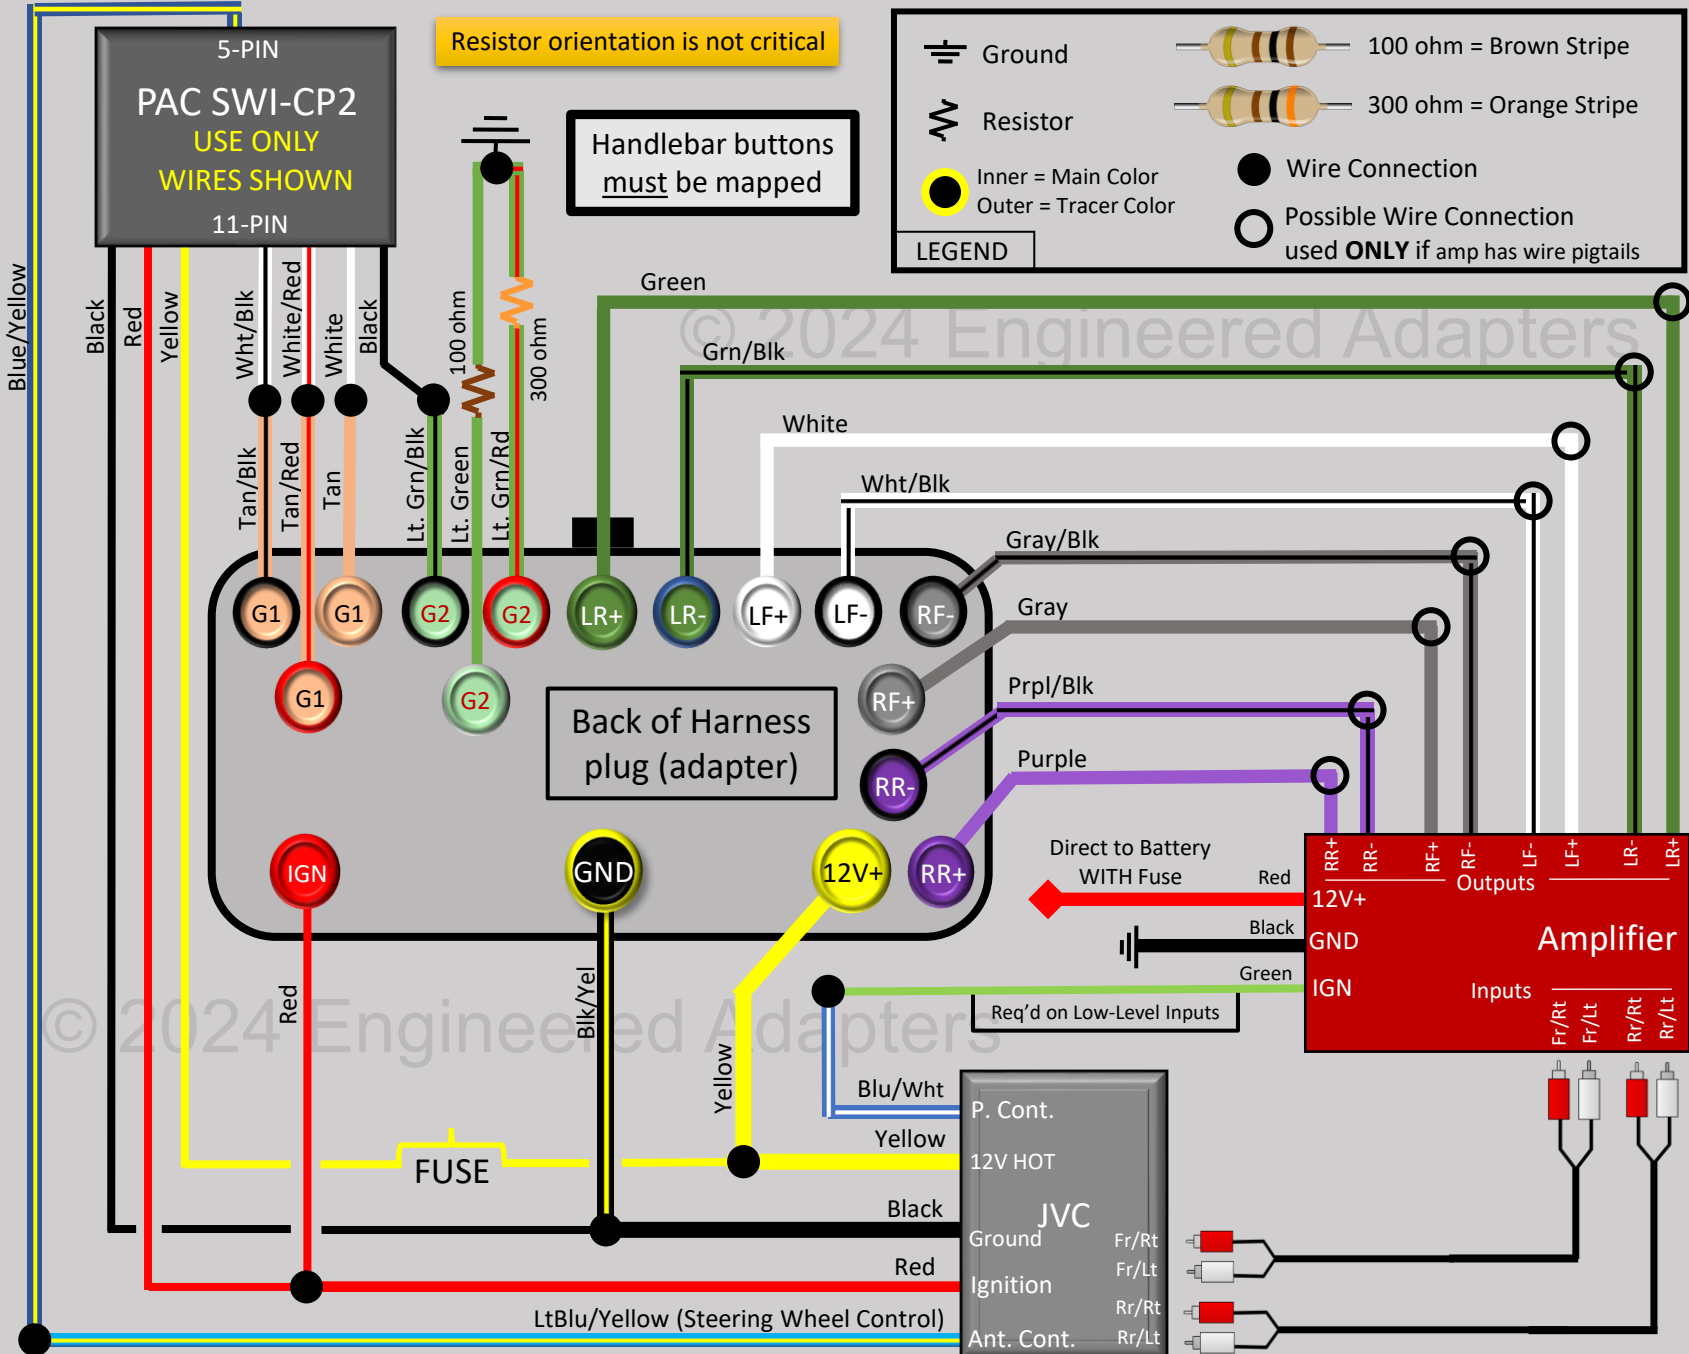 5-PIN
PAC SWI-CP2
USE ONLY
WIRES SHOWN
11-PIN
Resistor orientation is not critical
Handlebar buttons
must be mapped
Ground
Resistor
Inner = Main Color
Outer = Tracer Color
LEGEND
100 ohm = Brown Stripe
300 ohm = Orange Stripe
Wire Connection
Possible Wire Connection
used ONLY if amp has wire pigtails
Blue/Yellow
Black
Red
Yellow
Wht/Blk
White/Red
White
Black
100 ohm
300 ohm
Tan/Blk
Tan/Red
Tan
Lt. Grn/Blk
Lt. Green
Lt. Grn/Rd
© 2024 Engineered Adapters
Green
Grn/Blk
White
Wht/Blk
Gray/Blk
Gray
Prpl/Blk
Purple
G1
G1
G2
G2
LR+
LR-
LF+
LF-
RF-
G1
G2
RF+
RR-
Back of Harness
plug (adapter)
IGN
GND
12V+
RR+
Direct to Battery
WITH Fuse
Red
Black
Green
Req'd on Low-Level Inputs
RR+
RR-
RF+
RF-
LF-
LF+
LR-
LR+
Outputs
12V+
GND
IGN
Amplifier
Inputs
Fr/Rt
Fr/Lt
Rr/Rt
Rr/Lt
© 2024 Engineered Adapters
Red
Blk/Yel
Yellow
FUSE
Blu/Wht
Yellow
Black
Red
LtBlu/Yellow (Steering Wheel Control)
P. Cont.
12V HOT
JVC
Ground
Ignition
Ant. Cont.
Fr/Rt
Fr/Lt
Rr/Rt
Rr/Lt